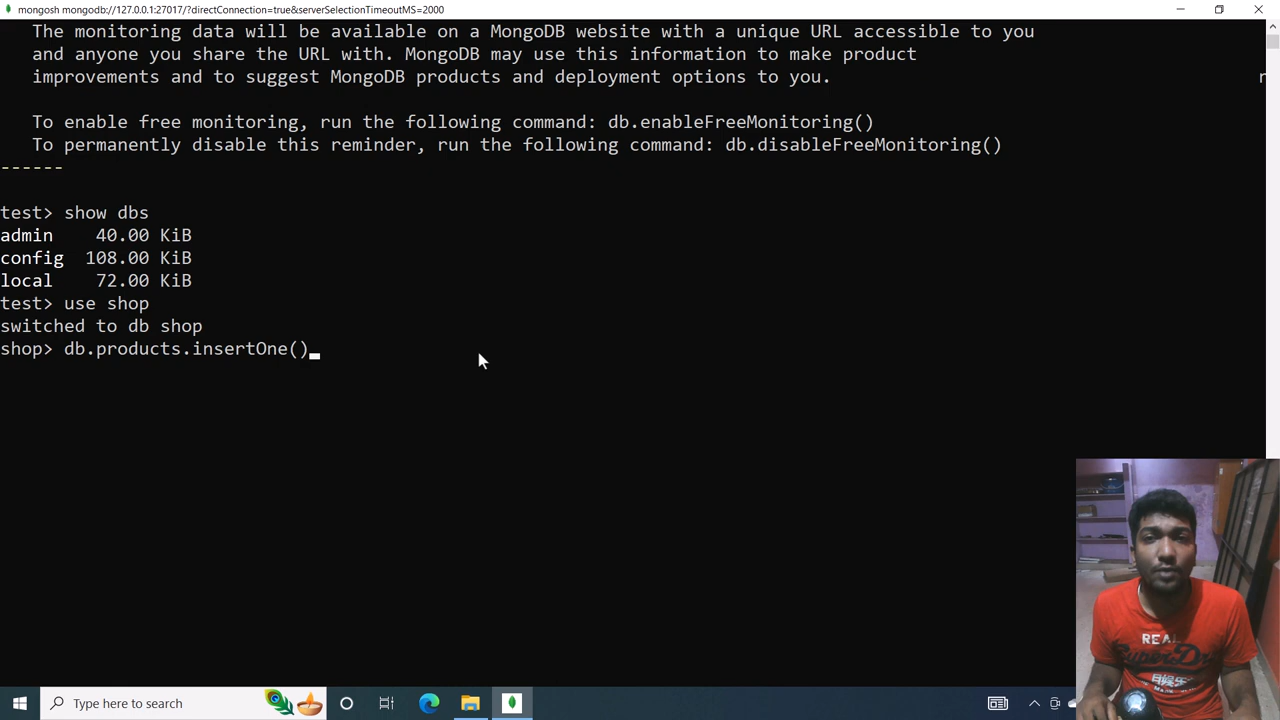 mongosh mongodb://127.0.0.1:27017/?directConnection=true&serverSelectionTimeoutMS=2000
The monitoring data will be available on a MongoDB website with a unique URL accessible to you
and anyone you share the URL with. MongoDB may use this information to make product
improvements and to suggest MongoDB products and deployment options to you.
To enable free monitoring, run the following command: db.enableFreeMonitoring()
To permanently disable this reminder, run the following command: db.disableFreeMonitoring()
------
test> show dbs
admin 40.00 KiB
config 108.00 KiB
local 72.00 KiB
test> use shop
switched to db shop
shop> db.products.insertOne()
REAL
Type here to search